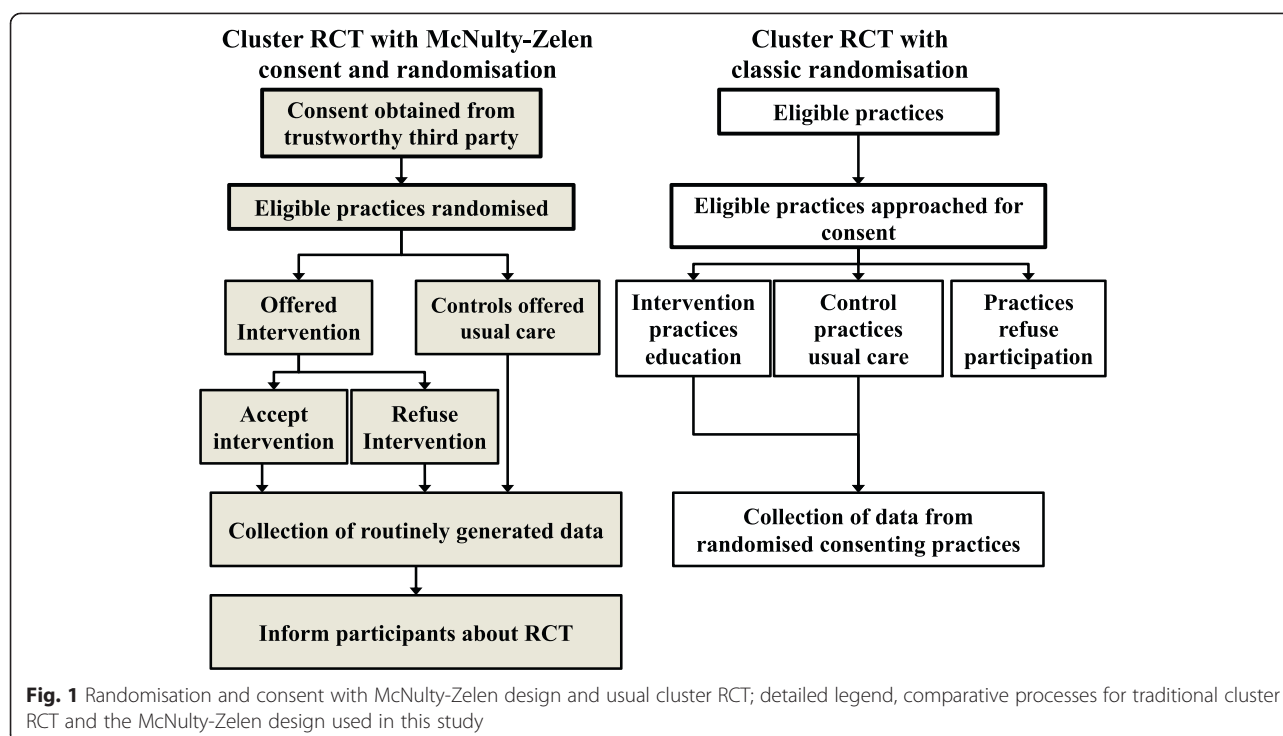 Cluster RCT with McNulty-Zelen
consent and randomisation
Consent obtained from
trustworthy third party
Eligible practices randomised
Offered
Intervention
Controls offered
usual care
Accept
intervention
Refuse
Intervention
Collection of routinely generated data
Inform participants about RCT
Cluster RCT with
classic randomisation
Eligible practices
Eligible practices approached for
consent
Intervention
practices
education
Control
practices
usual care
Practices
refuse
participation
Collection of data from
randomised consenting practices
Fig. 1 Randomisation and consent with McNulty-Zelen design and usual cluster RCT; detailed legend, comparative processes for traditional cluster
RCT and the McNulty-Zelen design used in this study